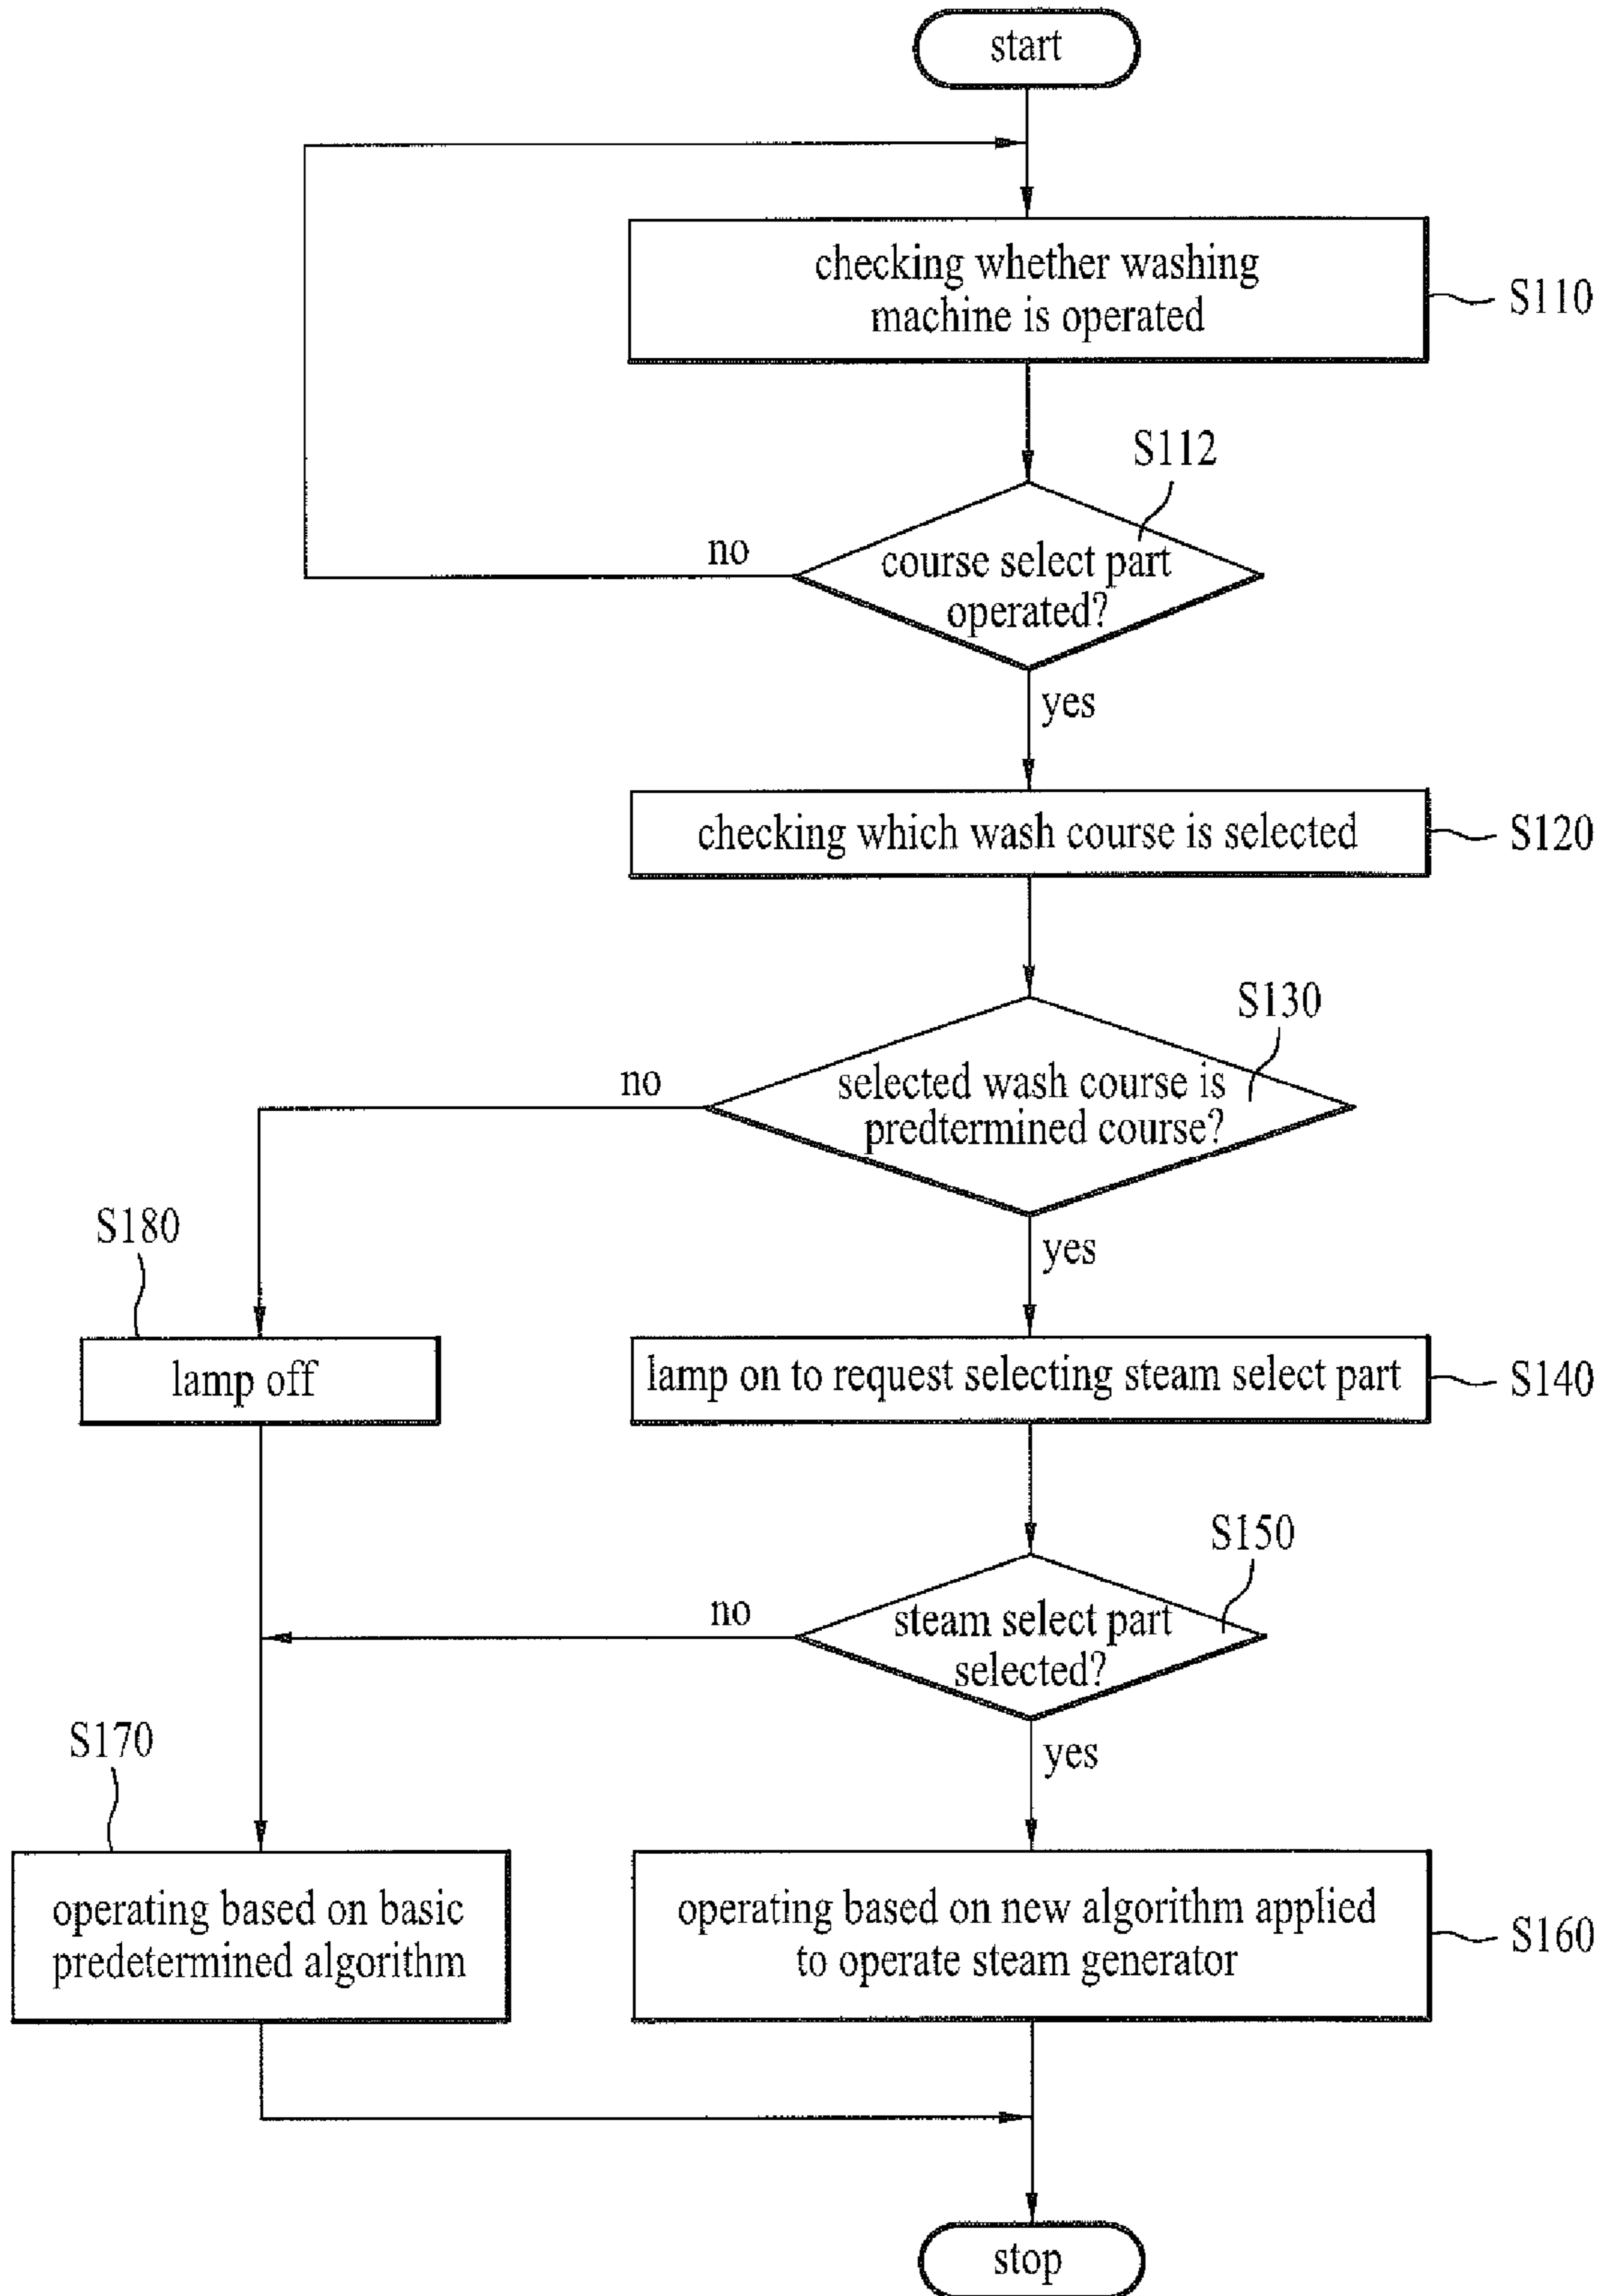 start
checking whether washing
machine is operated
S110
S112
course select part
operated?
no
yes
checking which wash course is selected
S120
S130
selected wash course is
predtermined course?
no
yes
S180
lamp off
lamp on to request selecting steam select part
S140
S150
steam select part
selected?
no
yes
S170
operating based on basic
predetermined algorithm
operating based on new algorithm applied
to operate steam generator
S160
stop